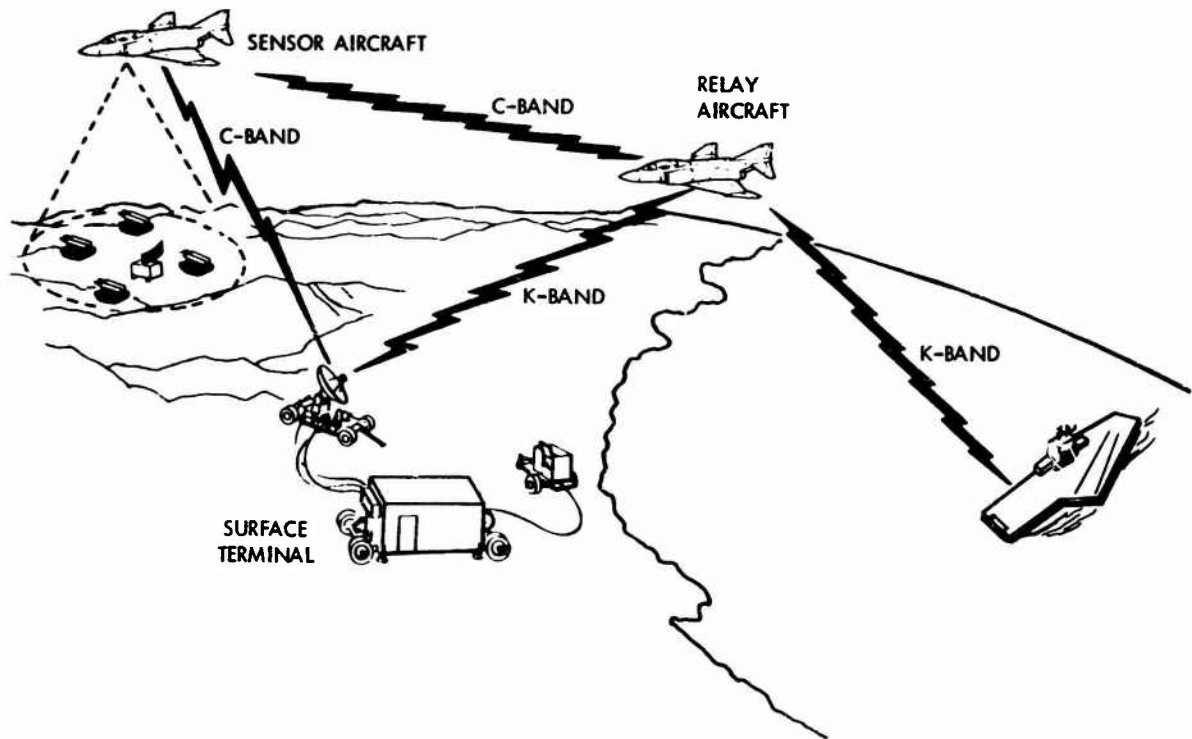 SENSOR AIRCRAFT
RELAY
AIRCRAFT
C-BAND
C-BAND
K-BAND
K-BAND
SURFACE
TERMINAL